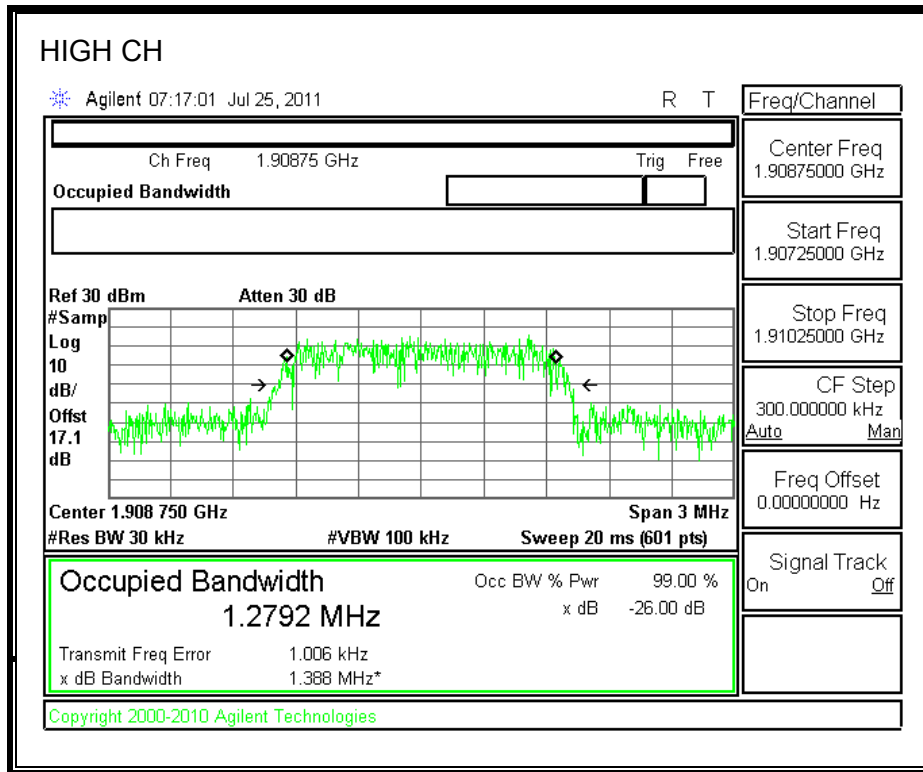 HIGH CH
Agilent 07:17:01 Jul 25, 2011 R T
Freq/Channel
Ch Freq 1.90875 GHz Trig Free
Occupied Bandwidth
Center Freq
1.90875000 GHz
Start Freq
1.90725000 GHz
Stop Freq
1.91025000 GHz
CF Step
300.000000 kHz
Auto Man
Freq Offset
0.00000000 Hz
Signal Track
On Off
Ref 30 dBm Atten 30 dB
#Samp
Log
10
dB/
Offst
17.1
dB
Center 1.908 750 GHz Span 3 MHz
#Res BW 30 kHz #VBW 100 kHz Sweep 20 ms (601 pts)
Occupied Bandwidth Occ BW % Pwr 99.00 %
1.2792 MHz x dB -26.00 dB
Transmit Freq Error 1.006 kHz
x dB Bandwidth 1.388 MHz*
Copyright 2000-2010 Agilent Technologies